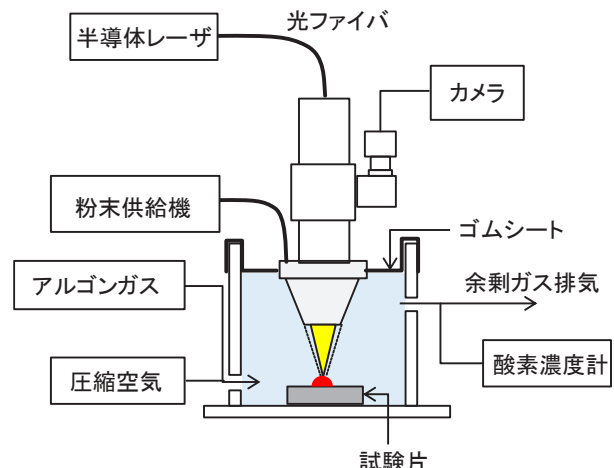 光ファイバ
半導体レーザ
カメラ
粉末供給機
ゴムシート
アルゴンガス
余剰ガス排気
圧縮空気
酸素濃度計
試験片